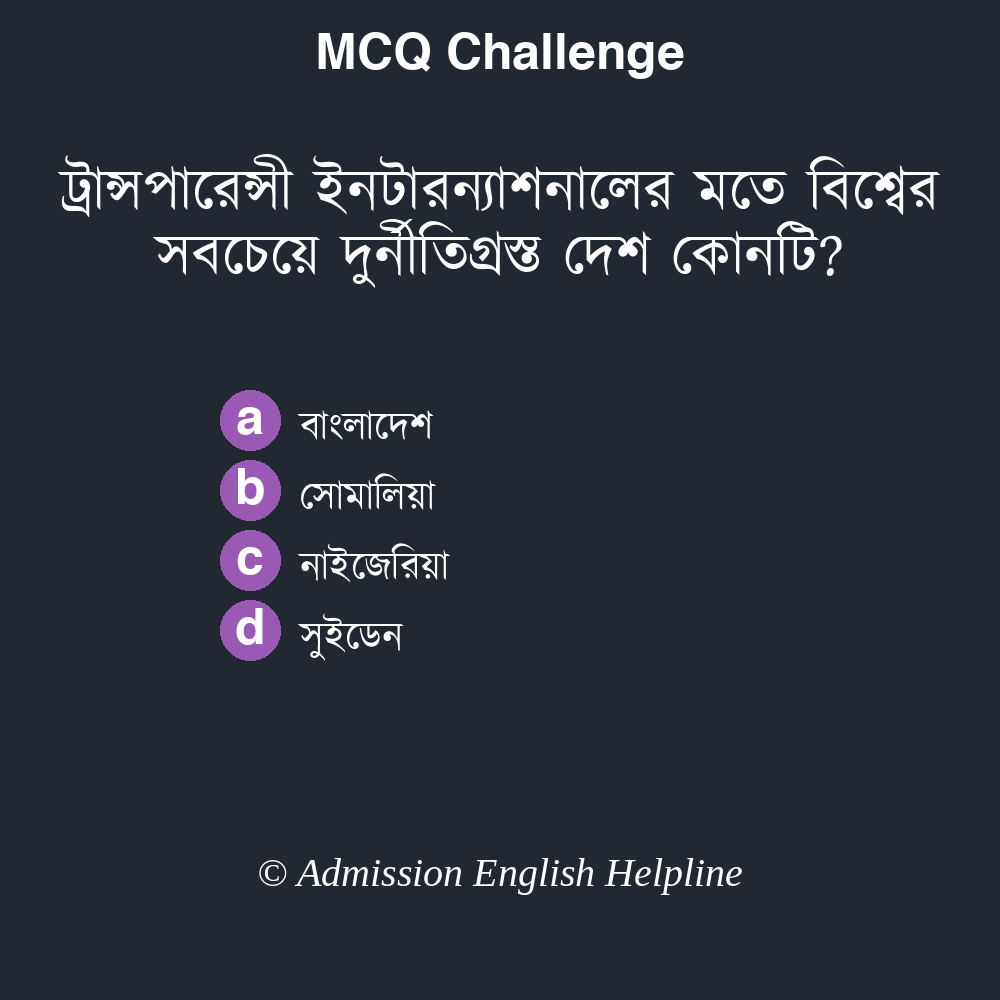 MCQ Challenge
ট্রান্সপারেন্সী ইনটারন্যাশনালের মতে বিশ্বের
সবচেয়ে দুর্নীতিগ্রস্ত দেশ কোনটি?
a বাংলাদেশ
b সোমালিয়া
c নাইজেরিয়া
d সুইডেন
© Admission English Helpline